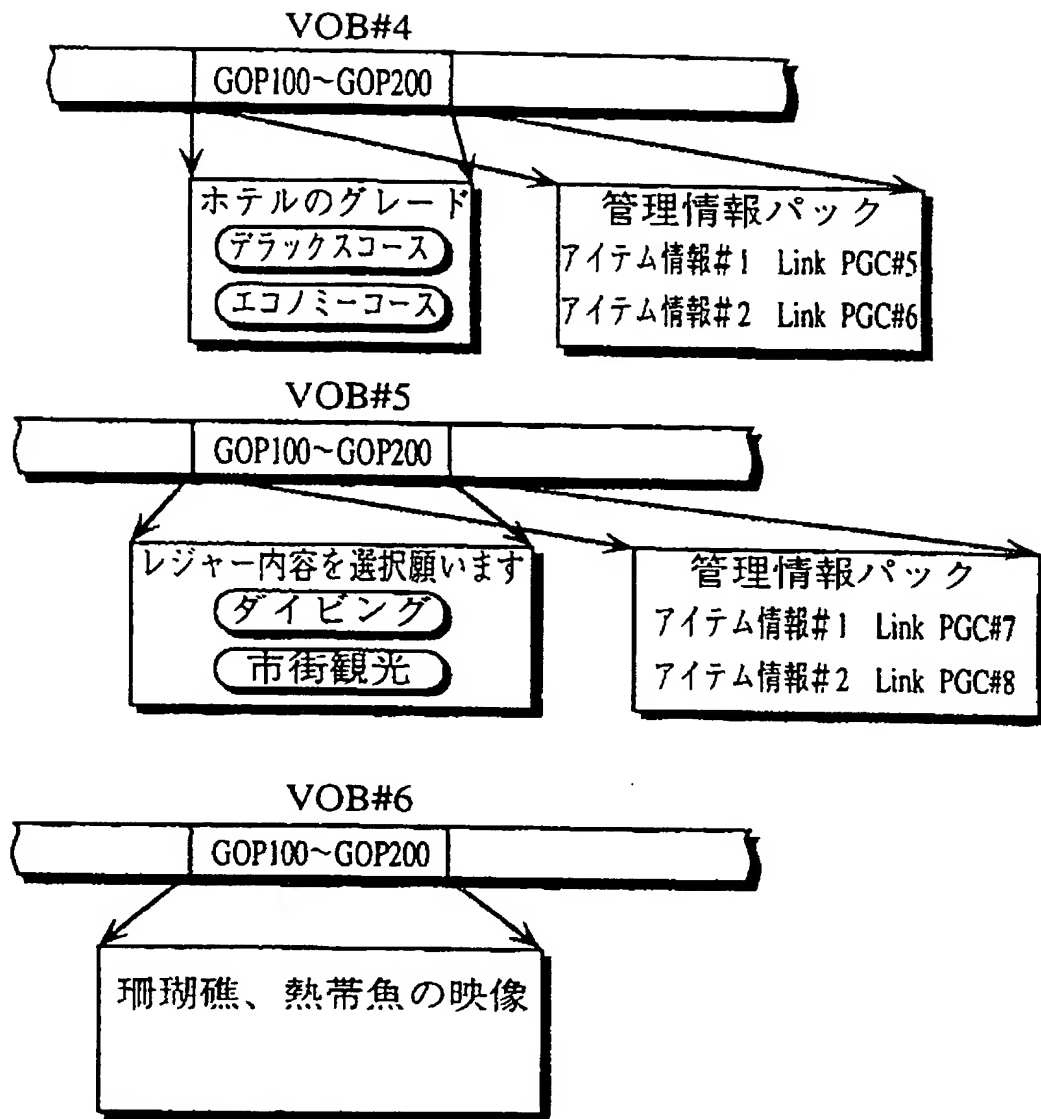 VOB#4
GOP100~GOP200
ホテルのグレード
デラックスコース
エコノミーコース
管理情報パック
アイテム情報#1 Link PGC#5
アイテム情報#2 Link PGC#6
VOB#5
GOP100~GOP200
レジャー内容を選択願います
ダイビング
市街観光
管理情報パック
アイテム情報#1 Link PGC#7
アイテム情報#2 Link PGC#8
VOB#6
GOP100~GOP200
珊瑚礁、熱帯魚の映像